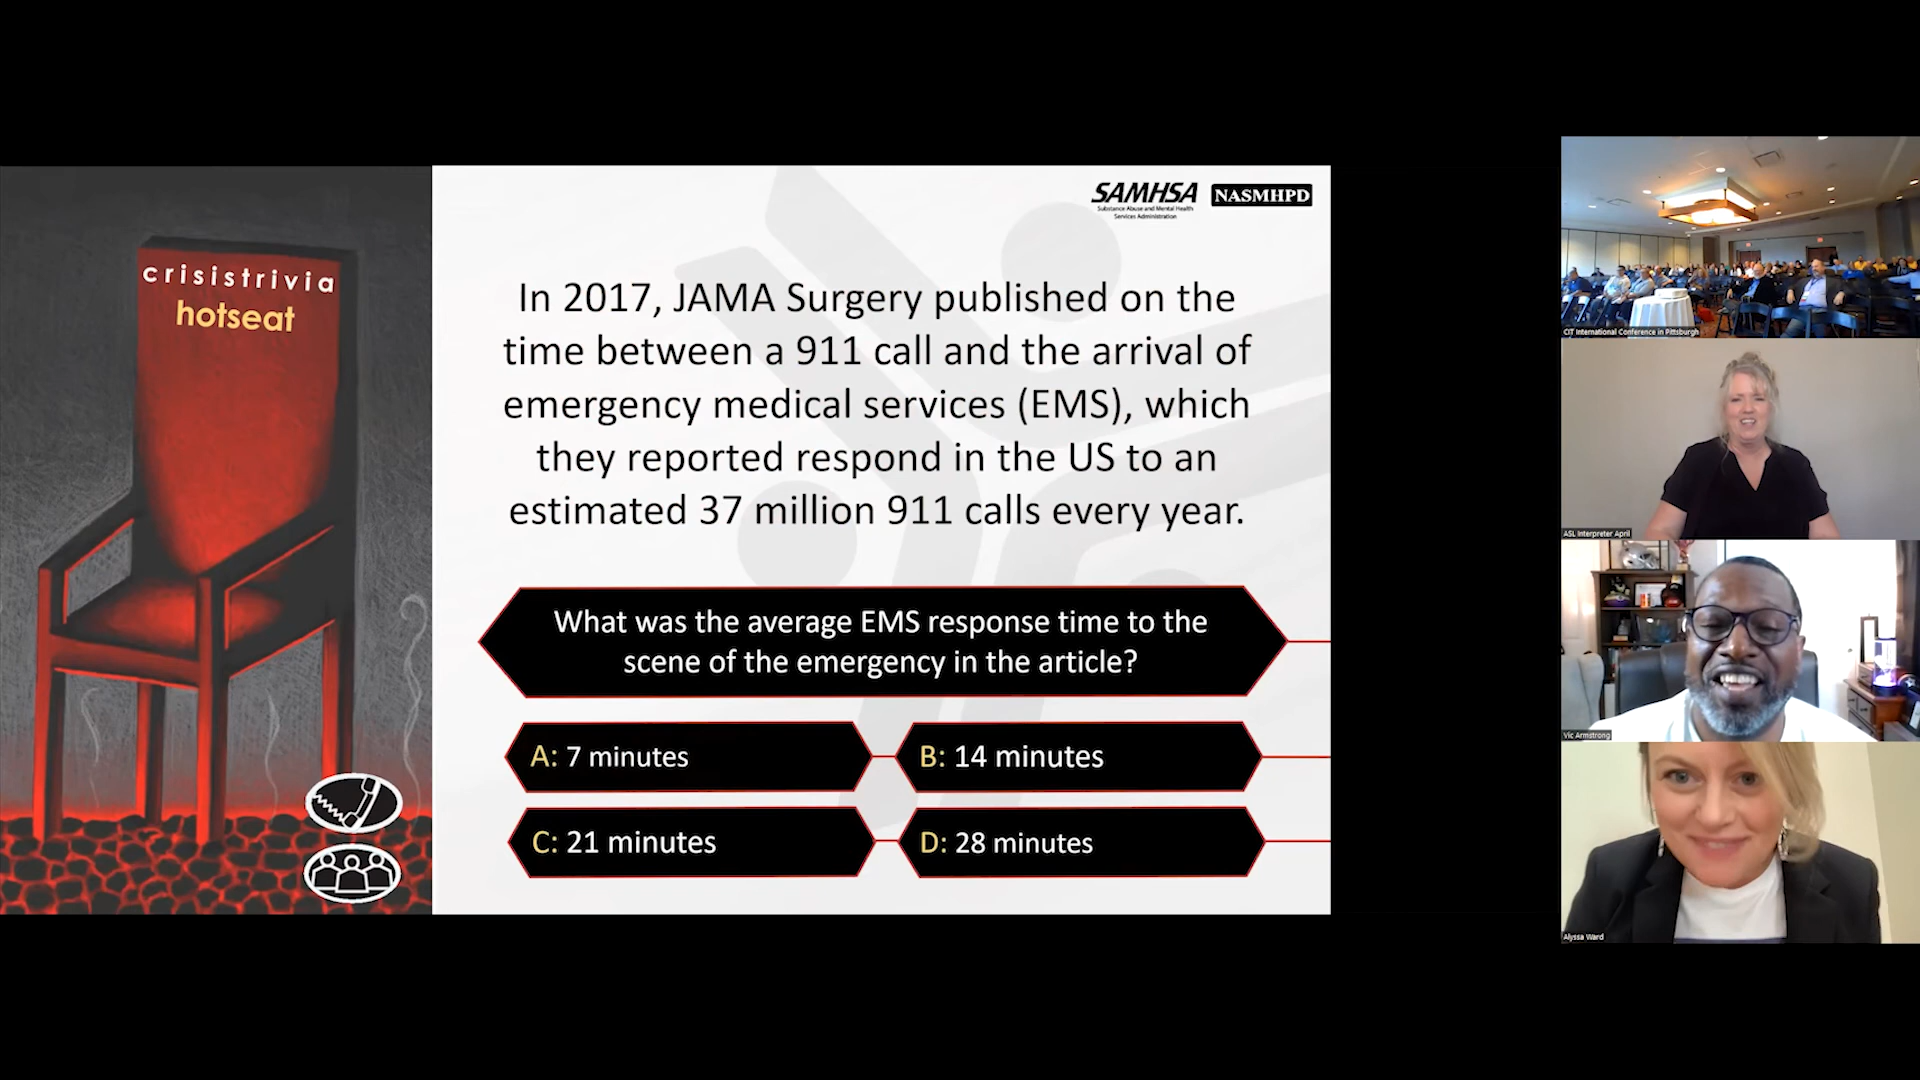 crisistrivia
hotseat
SAMHSA
Substance Abuse and Mental Health
Services Administration
NASMHPD
In 2017, JAMA Surgery published on the
time between a 911 call and the arrival of
emergency medical services (EMS), which
they reported respond in the US to an
estimated 37 million 911 calls every year.
What was the average EMS response time to the
scene of the emergency in the article?
A: 7 minutes
B: 14 minutes
C: 21 minutes
D: 28 minutes
CIT International Conference in Pittsburgh
ASL Interpreter April
Vic Armstrong
Alyssa Ward